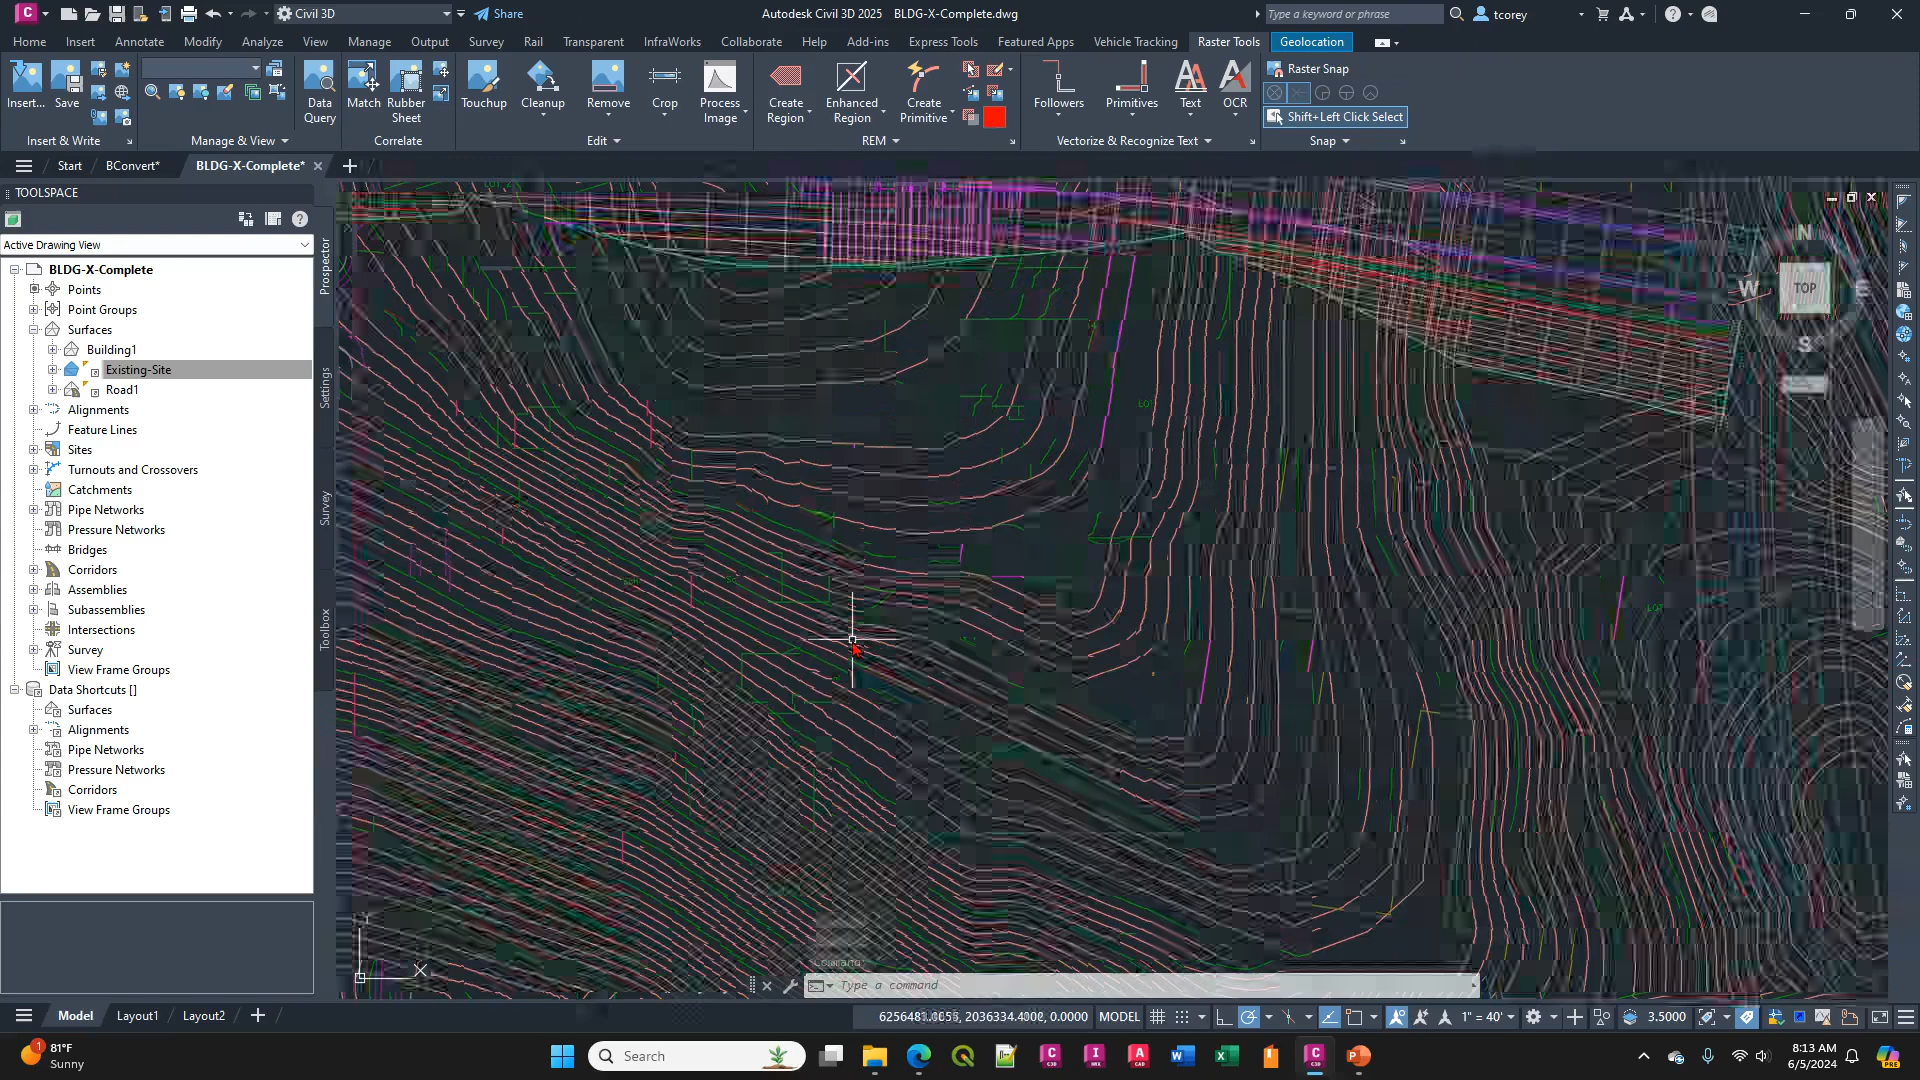 Civil 3D
Share
Autodesk Civil 3D 2025 BLDG-X-Complete.dwg
Type a keyword or phrase
tcorey
Home Insert Annotate Modify Analyze View Manage Output Survey Rail Transparent InfraWorks Collaborate Help Add-ins Express Tools Featured Apps Vehicle Tracking Raster Tools Geolocation
Insert... Save
Insert & Write
Manage & View
Data Query
Match
Rubber Sheet
Correlate
Touchup
Cleanup
Remove
Crop
Process Image
Edit
Create Region
Enhanced Region
Create Primitive
REM
Followers
Primitives
Text
OCR
Vectorize & Recognize Text
Raster Snap
Shift+Left Click Select
Snap
Start BConvert* BLDG-X-Complete*
TOOLSPACE
Active Drawing View
BLDG-X-Complete
Points
Point Groups
Surfaces
Building1
Existing-Site
Road1
Alignments
Feature Lines
Sites
Turnouts and Crossovers
Catchments
Pipe Networks
Pressure Networks
Bridges
Corridors
Assemblies
Subassemblies
Intersections
Survey
View Frame Groups
Data Shortcuts []
Surfaces
Alignments
Pipe Networks
Pressure Networks
Corridors
View Frame Groups
Prospector
Settings
Survey
Toolbox
N
W
TOP
S
LOT
X
Command:
Type a command
Model Layout1 Layout2
MODEL
1" = 40'
3.5000
81°F
Sunny
1
Search
8:13 AM
6/5/2024